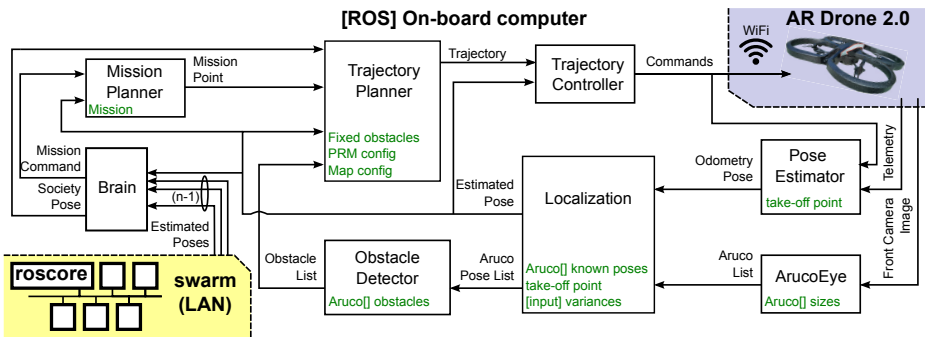 [ROS] On-board computer
AR Drone 2.0
WiFi
Mission
Planner
Mission
Mission
Point
Trajectory
Planner
Fixed obstacles
PRM config
Map config
Trajectory
Trajectory
Controller
Commands
Mission
Command
Society
Pose
Brain
(n-1)
Estimated
Poses
Estimated
Pose
Localization
Aruco[] known poses
take-off point
[input] variances
Odometry
Pose
Pose
Estimator
take-off point
Telemetry
Front Camera
Image
Obstacle
List
Obstacle
Detector
Aruco[] obstacles
Aruco
Pose List
Aruco
List
ArucoEye
Aruco[] sizes
roscore
swarm
(LAN)